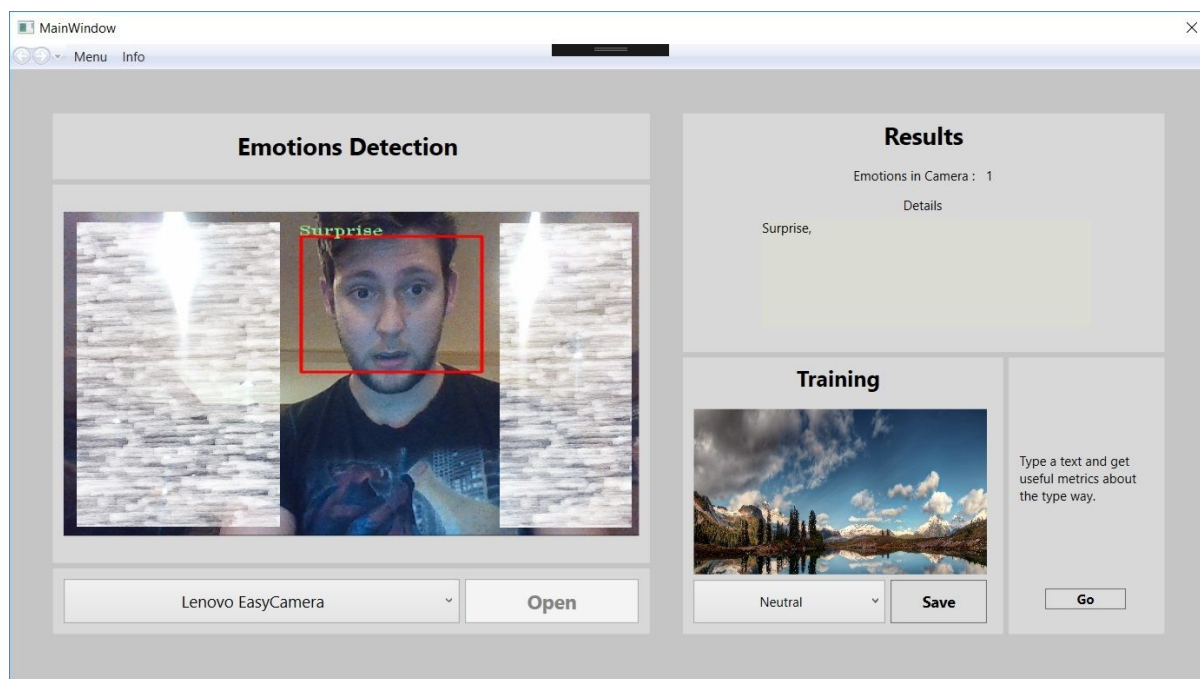 MainWindow
Menu Info
Emotions Detection
Surprise
Lenovo EasyCamera
Open
Results
Emotions in Camera : 1
Details
Surprise,
Training
Neutral
Save
Type a text and get
useful metrics about
the type way.
Go